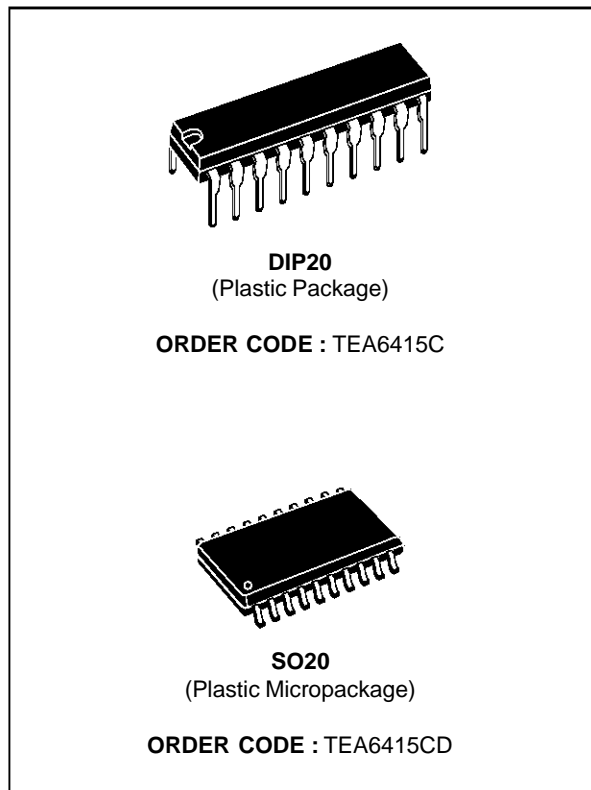 DIP20
(Plastic Package)
ORDER CODE : TEA6415C
SO20
(Plastic Micropackage)
ORDER CODE : TEA6415CD